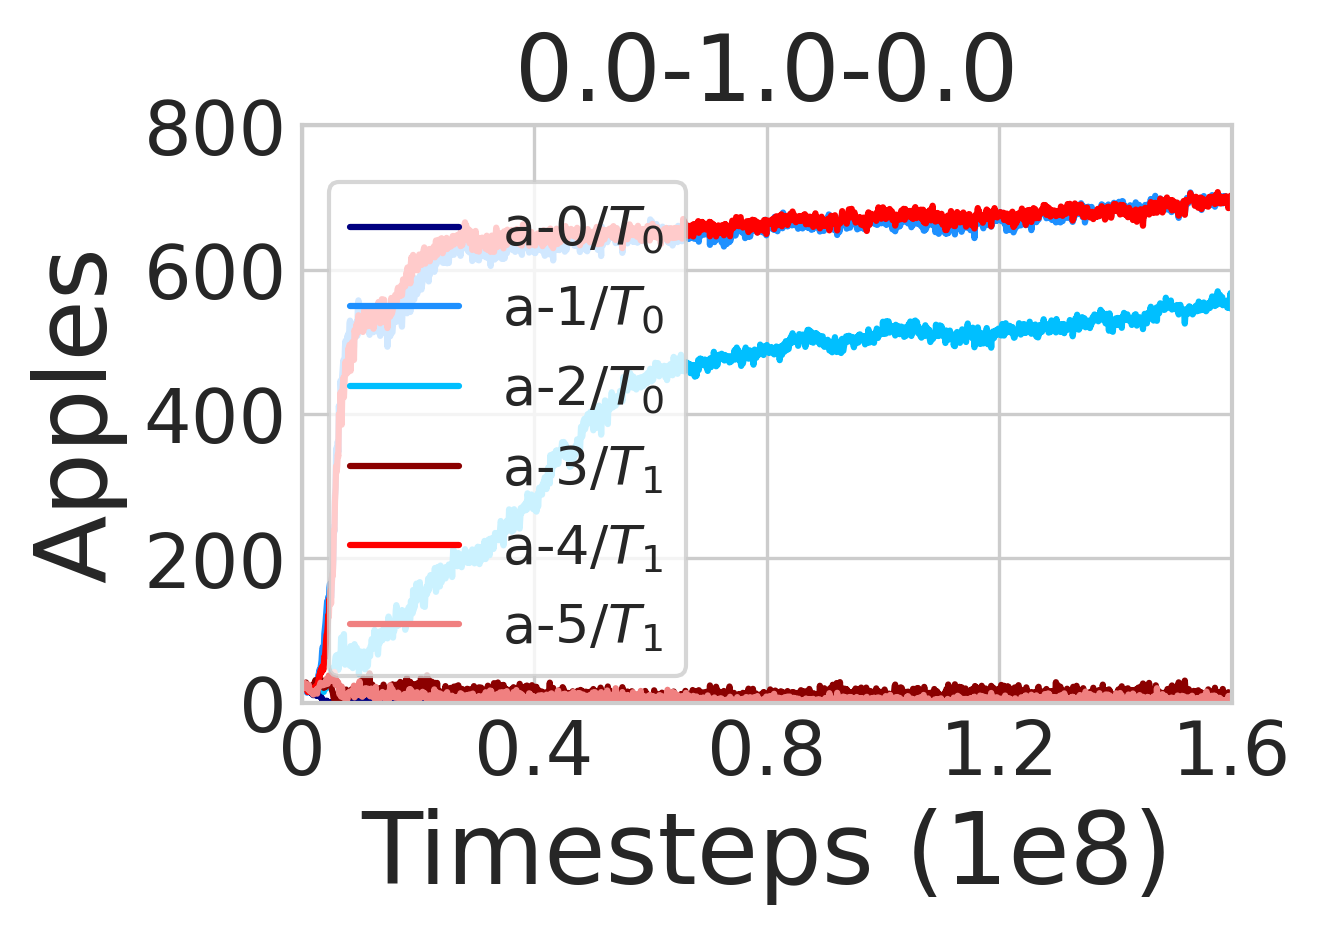 0.0-1.0-0.0
800
600
400
200
0
Apples
a-0/T₀
a-1/T₀
a-2/T₀
a-3/T₁
a-4/T₁
a-5/T₁
0 0.4 0.8 1.2 1.6
Timesteps (1e8)